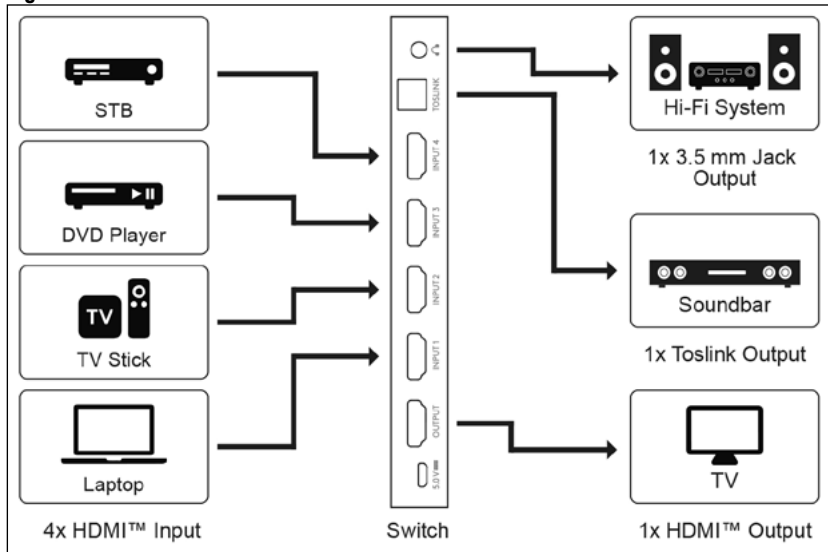 STB
DVD Player
TV
TV Stick
Laptop
4x HDMI™ Input
TOSLINK
INPUT 4
INPUT 3
INPUT 2
INPUT 1
OUTPUT
5.0 V
Switch
Hi-Fi System
1x 3.5 mm Jack
Output
Soundbar
1x Toslink Output
TV
1x HDMI™ Output